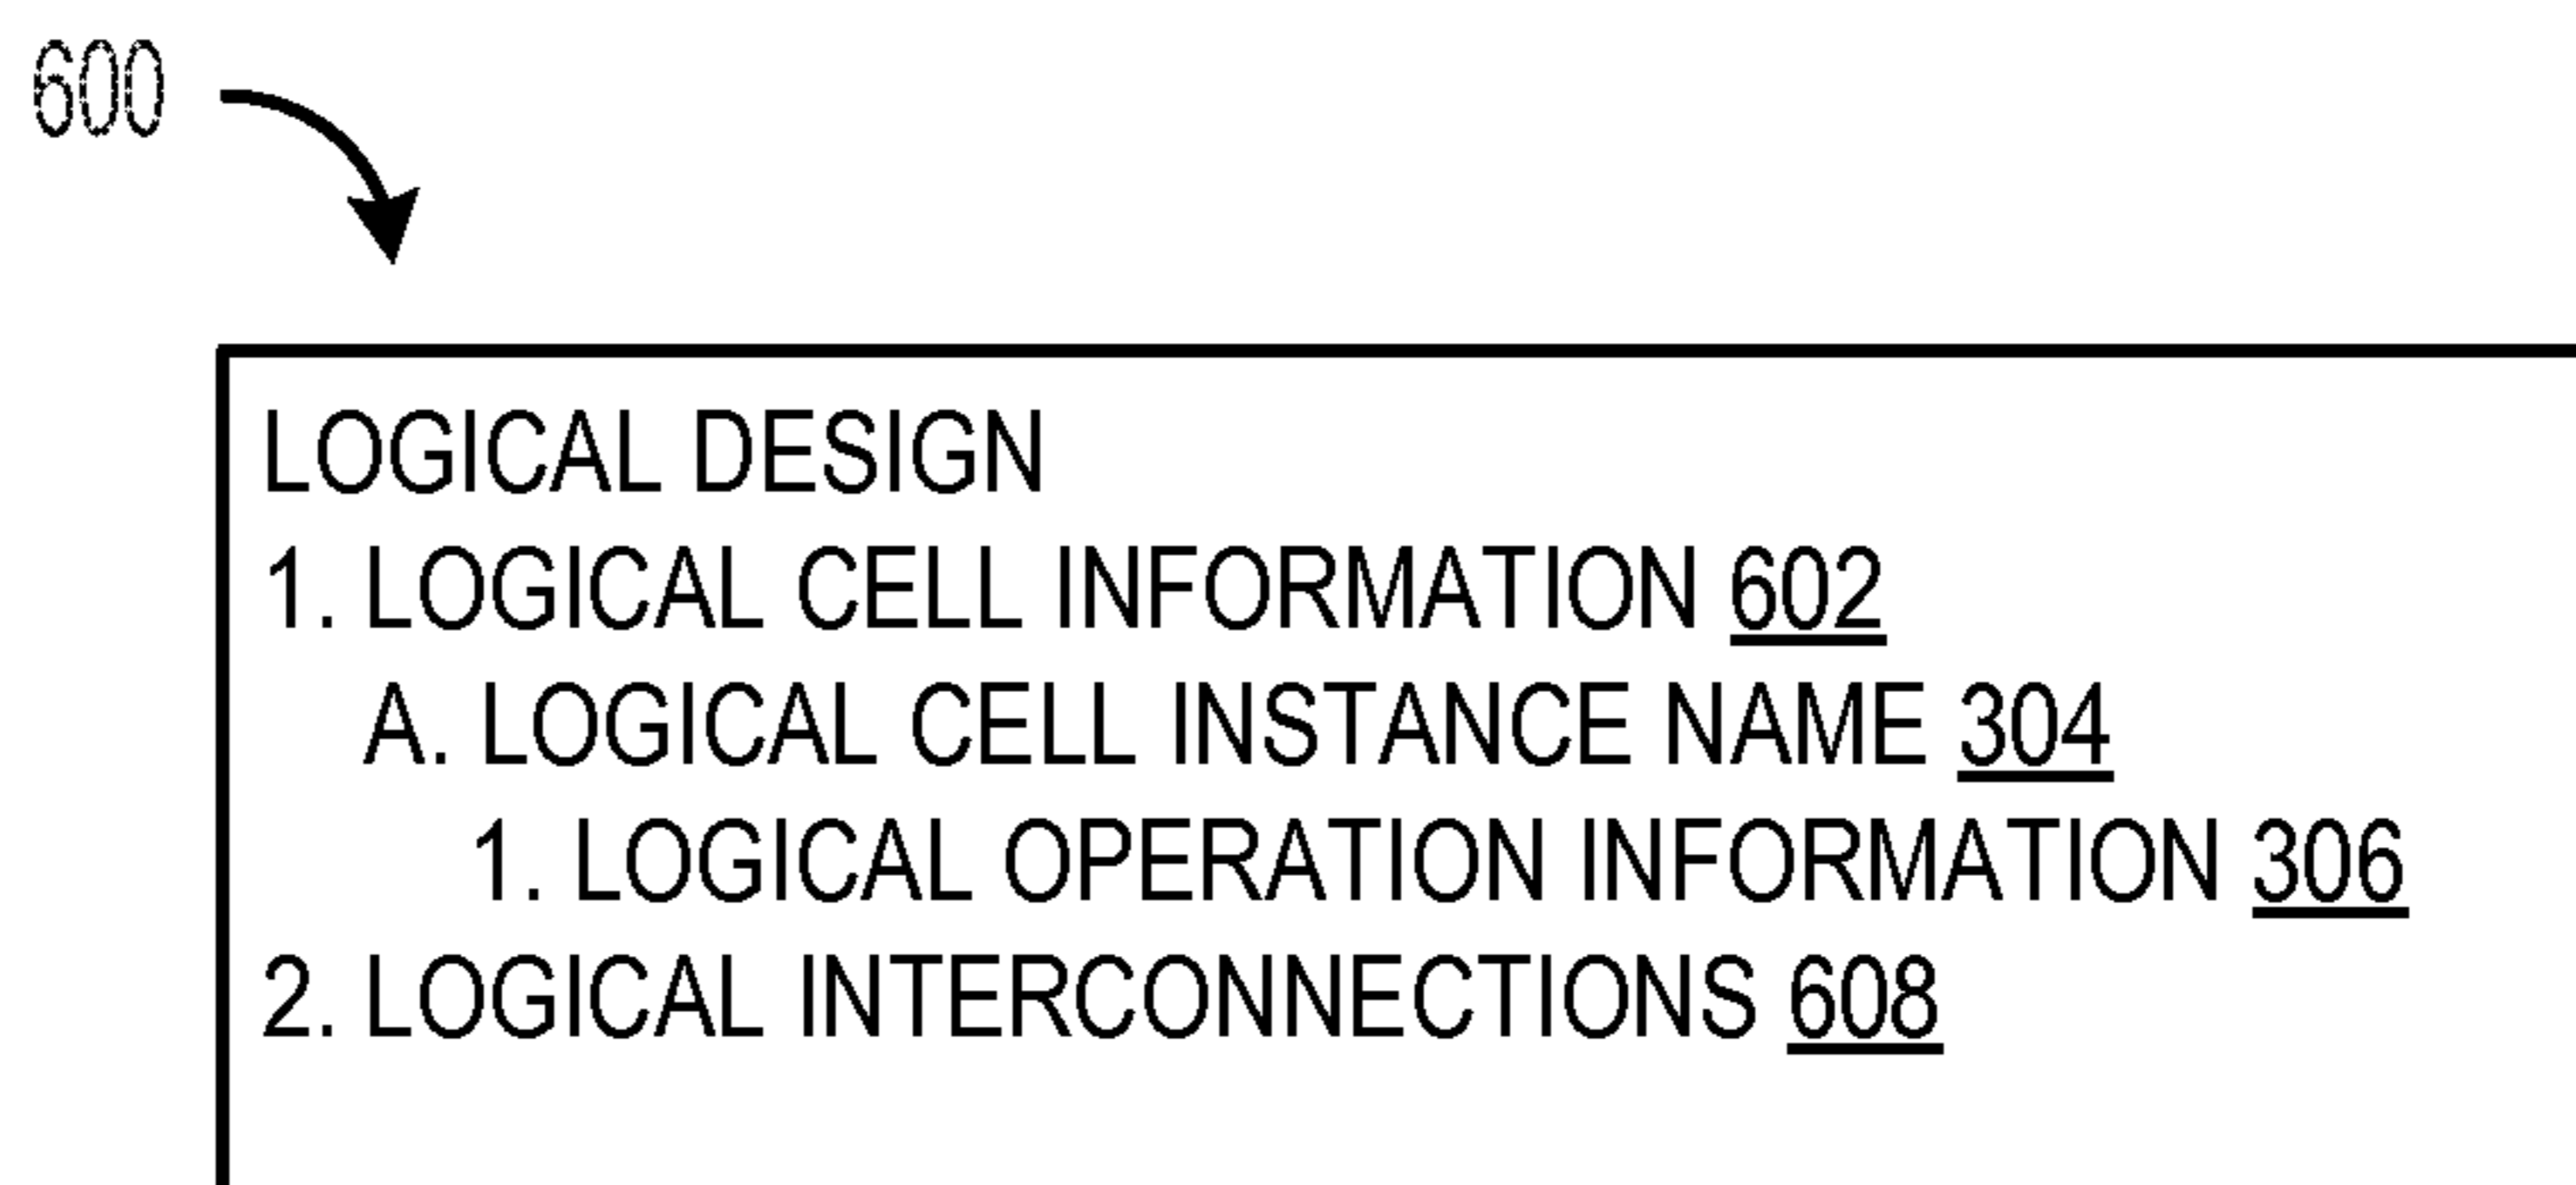 600
LOGICAL DESIGN
1. LOGICAL CELL INFORMATION 602
A. LOGICAL CELL INSTANCE NAME 304
1. LOGICAL OPERATION INFORMATION 306
2. LOGICAL INTERCONNECTIONS 608